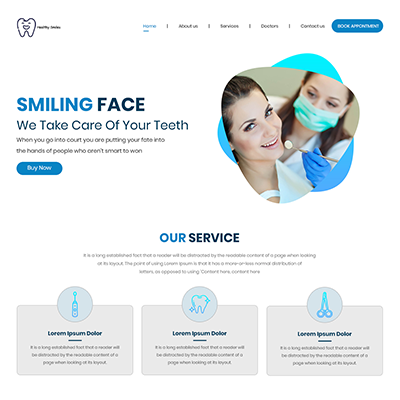 Healthy Smiles
Home | About us | Services | Doctors | Contact us
BOOK APPOINTMENT
SMILING FACE
We Take Care Of Your Teeth
When you go into court you are putting your fate into
the hands of people who aren't smart to won
Buy Now
OUR SERVICE
It is a long established fact that a reader will be distracted by the readable content of a page when looking
at its layout. The point of using Lorem Ipsum is that it has a more-or-less normal distribution of
letters, as opposed to using 'Content here, content here
Lorem Ipsum Dolor
It is a long established fact that a reader
will be distracted by the readable content of a
page when looking at its layout.
Lorem Ipsum Dolor
It is a long established fact that a reader
will be distracted by the readable content of a
page when looking at its layout.
Lorem Ipsum Dolor
It is a long established fact that a reader
will be distracted by the readable content of a
page when looking at its layout.